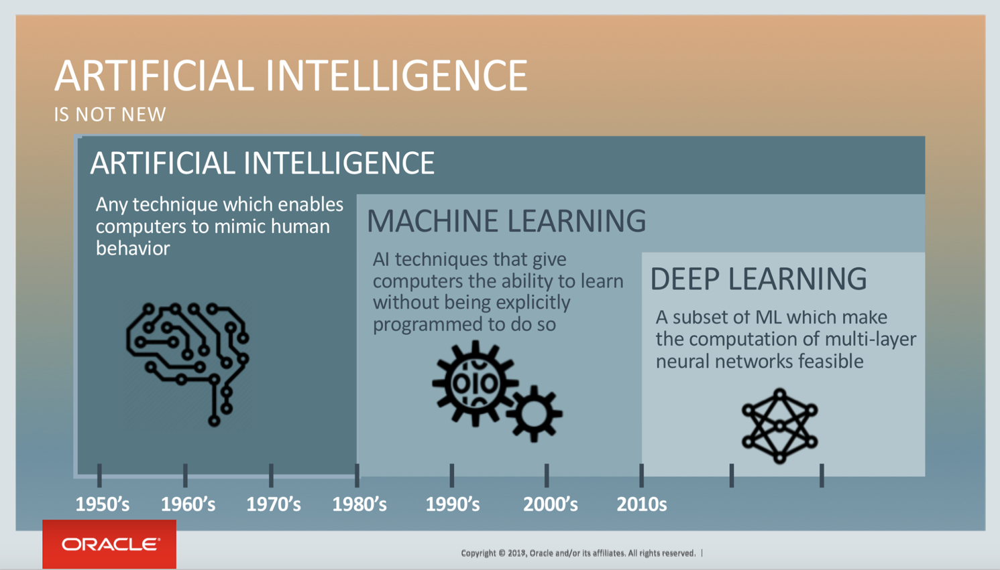 ARTIFICIAL INTELLIGENCE
IS NOT NEW
ARTIFICIAL INTELLIGENCE
Any technique which enables
computers to mimic human
behavior
MACHINE LEARNING
AI techniques that give
computers the ability to learn
without being explicitly
programmed to do so
OIO
DEEP LEARNING
A subset of ML which make
the computation of multi-layer
neural networks feasible
1950’s 1960’s 1970’s 1980’s 1990’s 2000’s 2010s
ORACLE®
Copyright © Oracle and/or its affiliates. All rights reserved. |